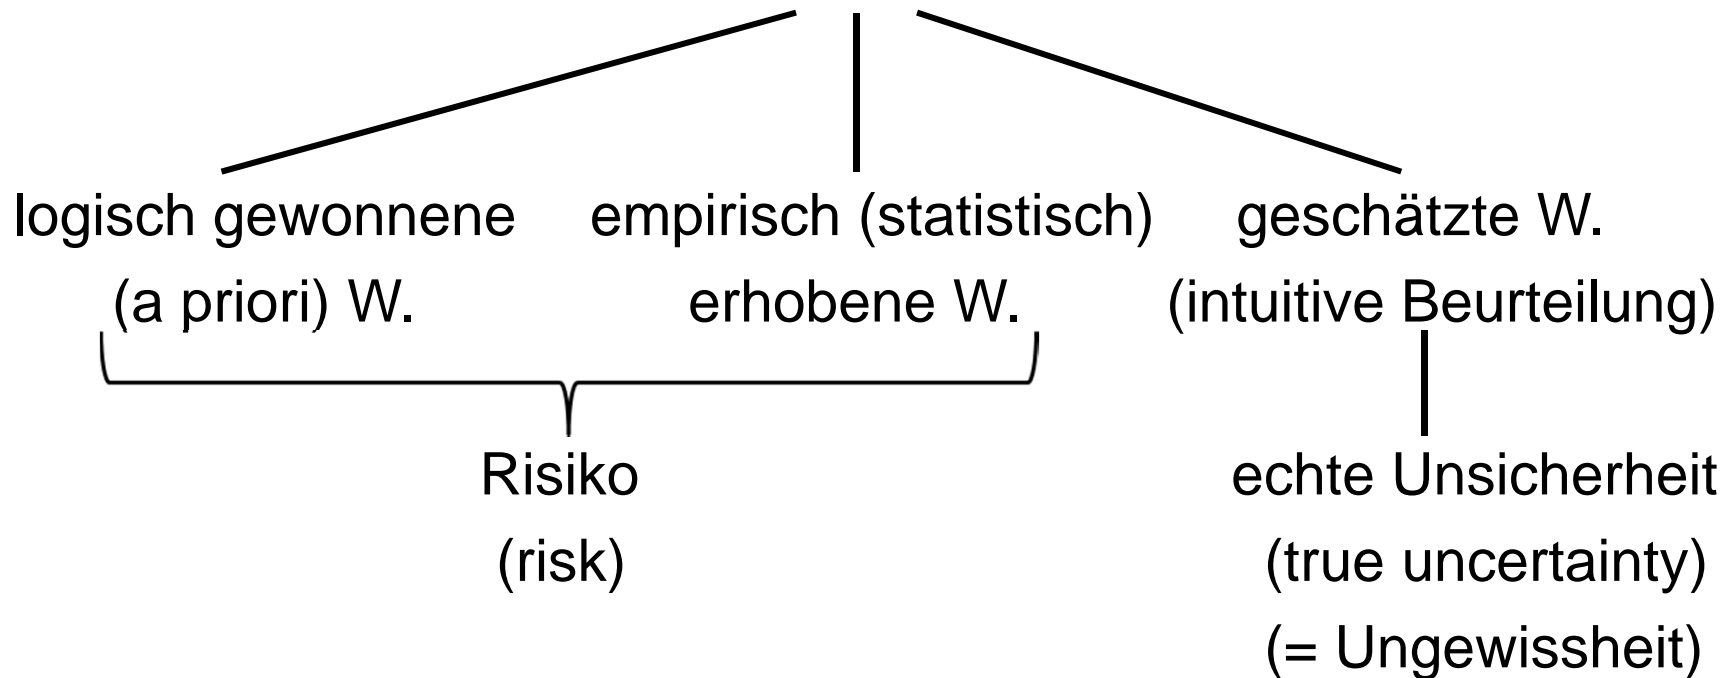 logisch gewonnene
(a priori) W.
empirisch (statistisch)
erhobene W.
geschätzte W.
(intuitive Beurteilung)
Risiko
(risk)
echte Unsicherheit
(true uncertainty)
(= Ungewissheit)